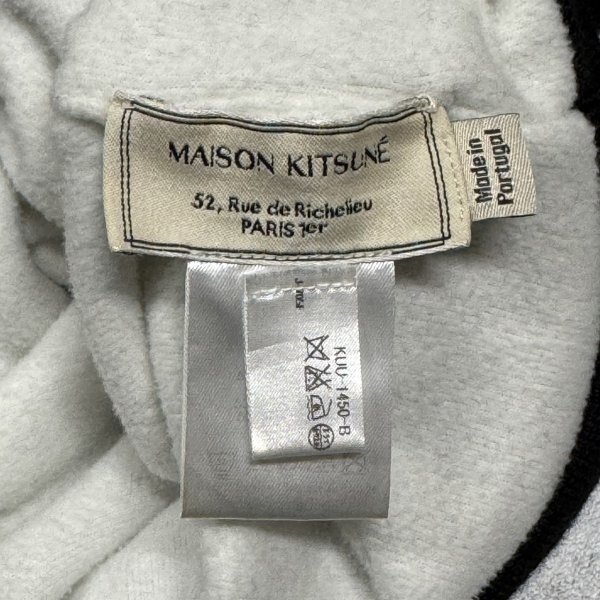 MAISON KITSUNÉ
52, Rue de Richelieu
PARIS 1er
Made in
Portugal
KUU-1450-B